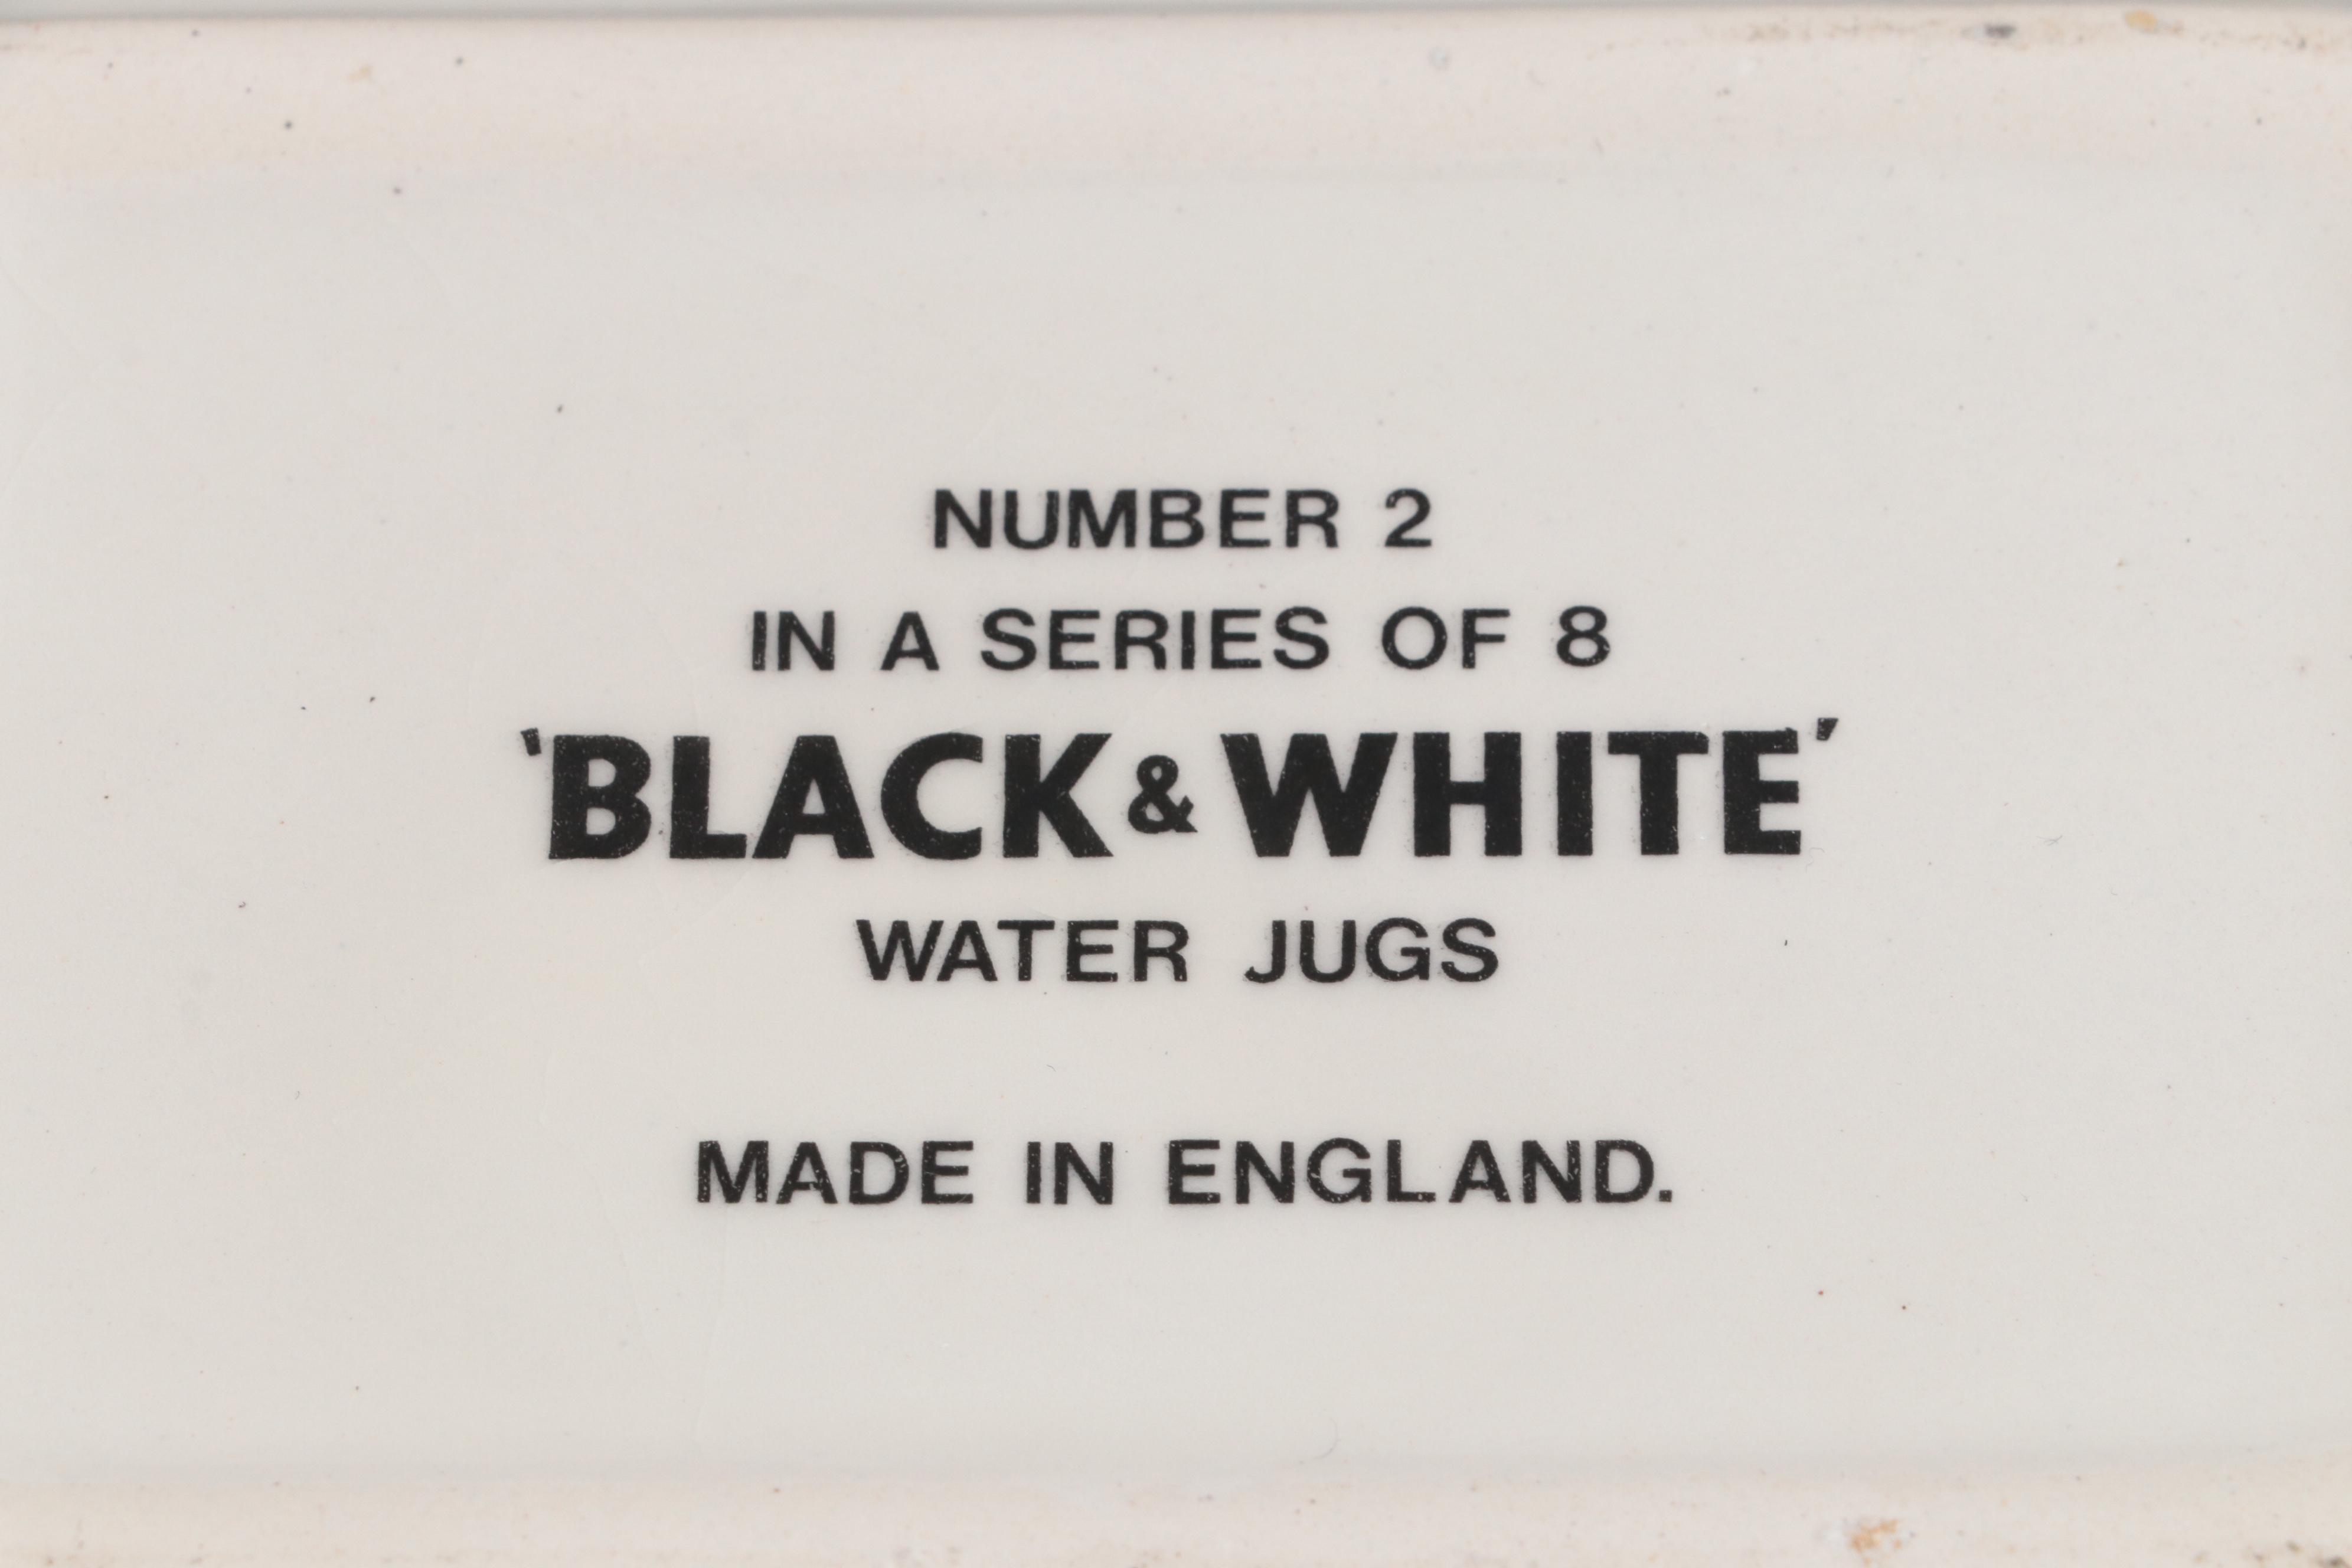 NUMBER 2
IN A SERIES OF 8
'BLACK & WHITE'
WATER JUGS
MADE IN ENGLAND.